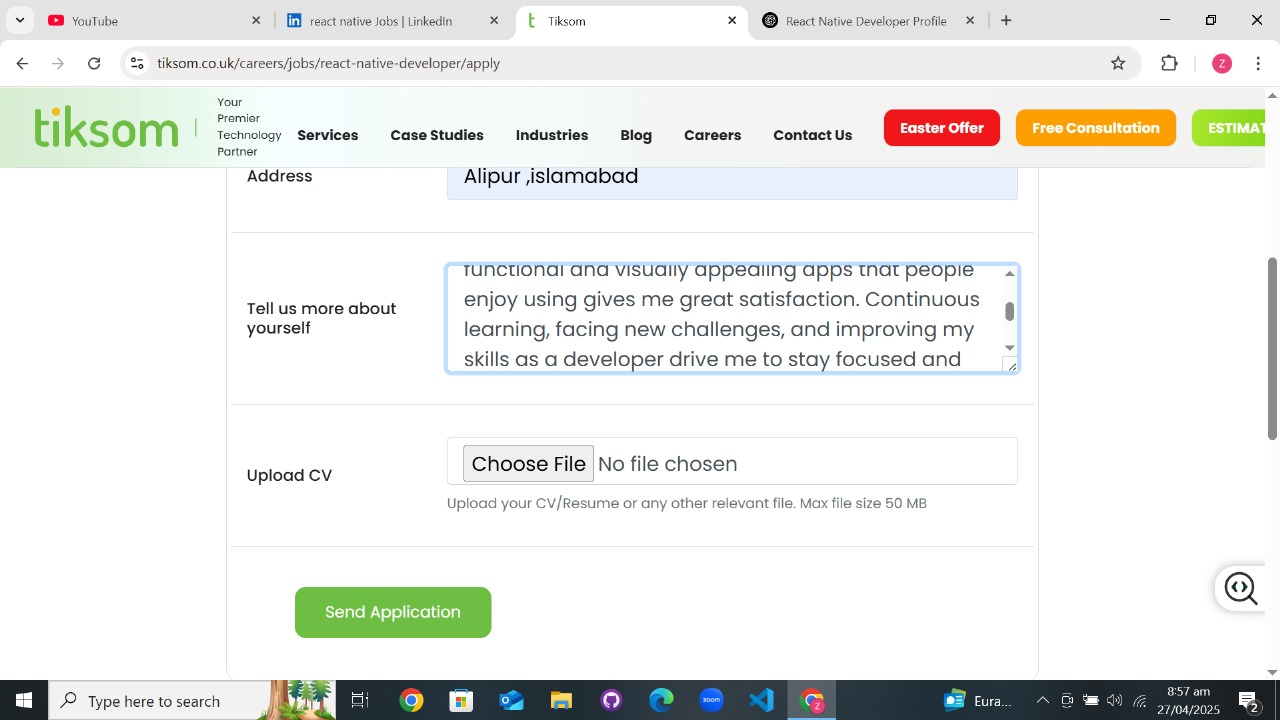 YouTube
react native Jobs | LinkedIn
Tiksom
React Native Developer Profile
tiksom.co.uk/careers/jobs/react-native-developer/apply
Z
tiksom
Your
Premier
Technology
Partner
Services
Case Studies
Industries
Blog
Careers
Contact Us
Easter Offer
Free Consultation
ESTIMAT
Address
Alipur ,islamabad
Tell us more about
yourself
functional and visually appealing apps that people
enjoy using gives me great satisfaction. Continuous
learning, facing new challenges, and improving my
skills as a developer drive me to stay focused and
Upload CV
Choose File No file chosen
Upload your CV/Resume or any other relevant file. Max file size 50 MB
Send Application
Type here to search
zoom
Eura...
8:57 am
27/04/2025
2